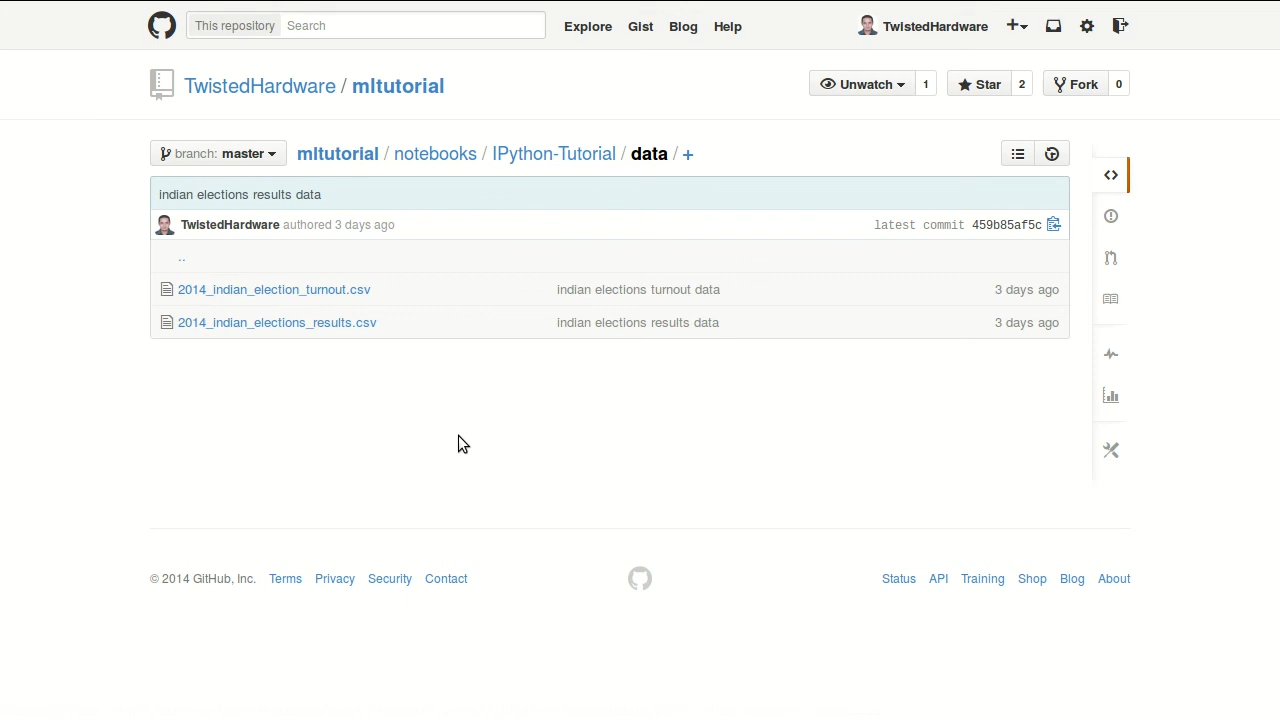 This repository Search Explore Gist Blog Help TwistedHardware
TwistedHardware / mltutorial Unwatch 1 Star 2 Fork 0
branch: master mltutorial / notebooks / IPython-Tutorial / data / +
indian elections results data
TwistedHardware authored 3 days ago latest commit 459b85af5c
..
2014_indian_election_turnout.csv indian elections turnout data 3 days ago
2014_indian_elections_results.csv indian elections results data 3 days ago
© 2014 GitHub, Inc. Terms Privacy Security Contact Status API Training Shop Blog About